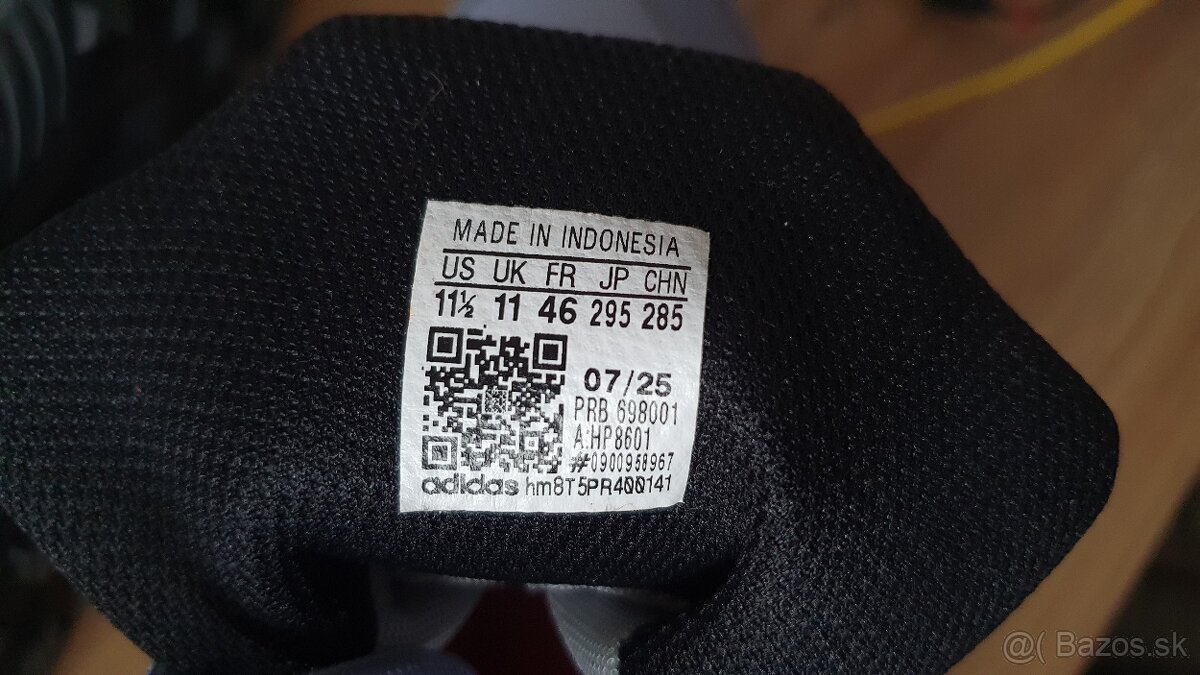 MADE IN INDONESIA
US UK FR JP CHN
11½ 11 46 295 285
07/25
PRB 698001
A:HP8601
#0900958967
adidas hm8T5PR400141
@( Bazos.sk